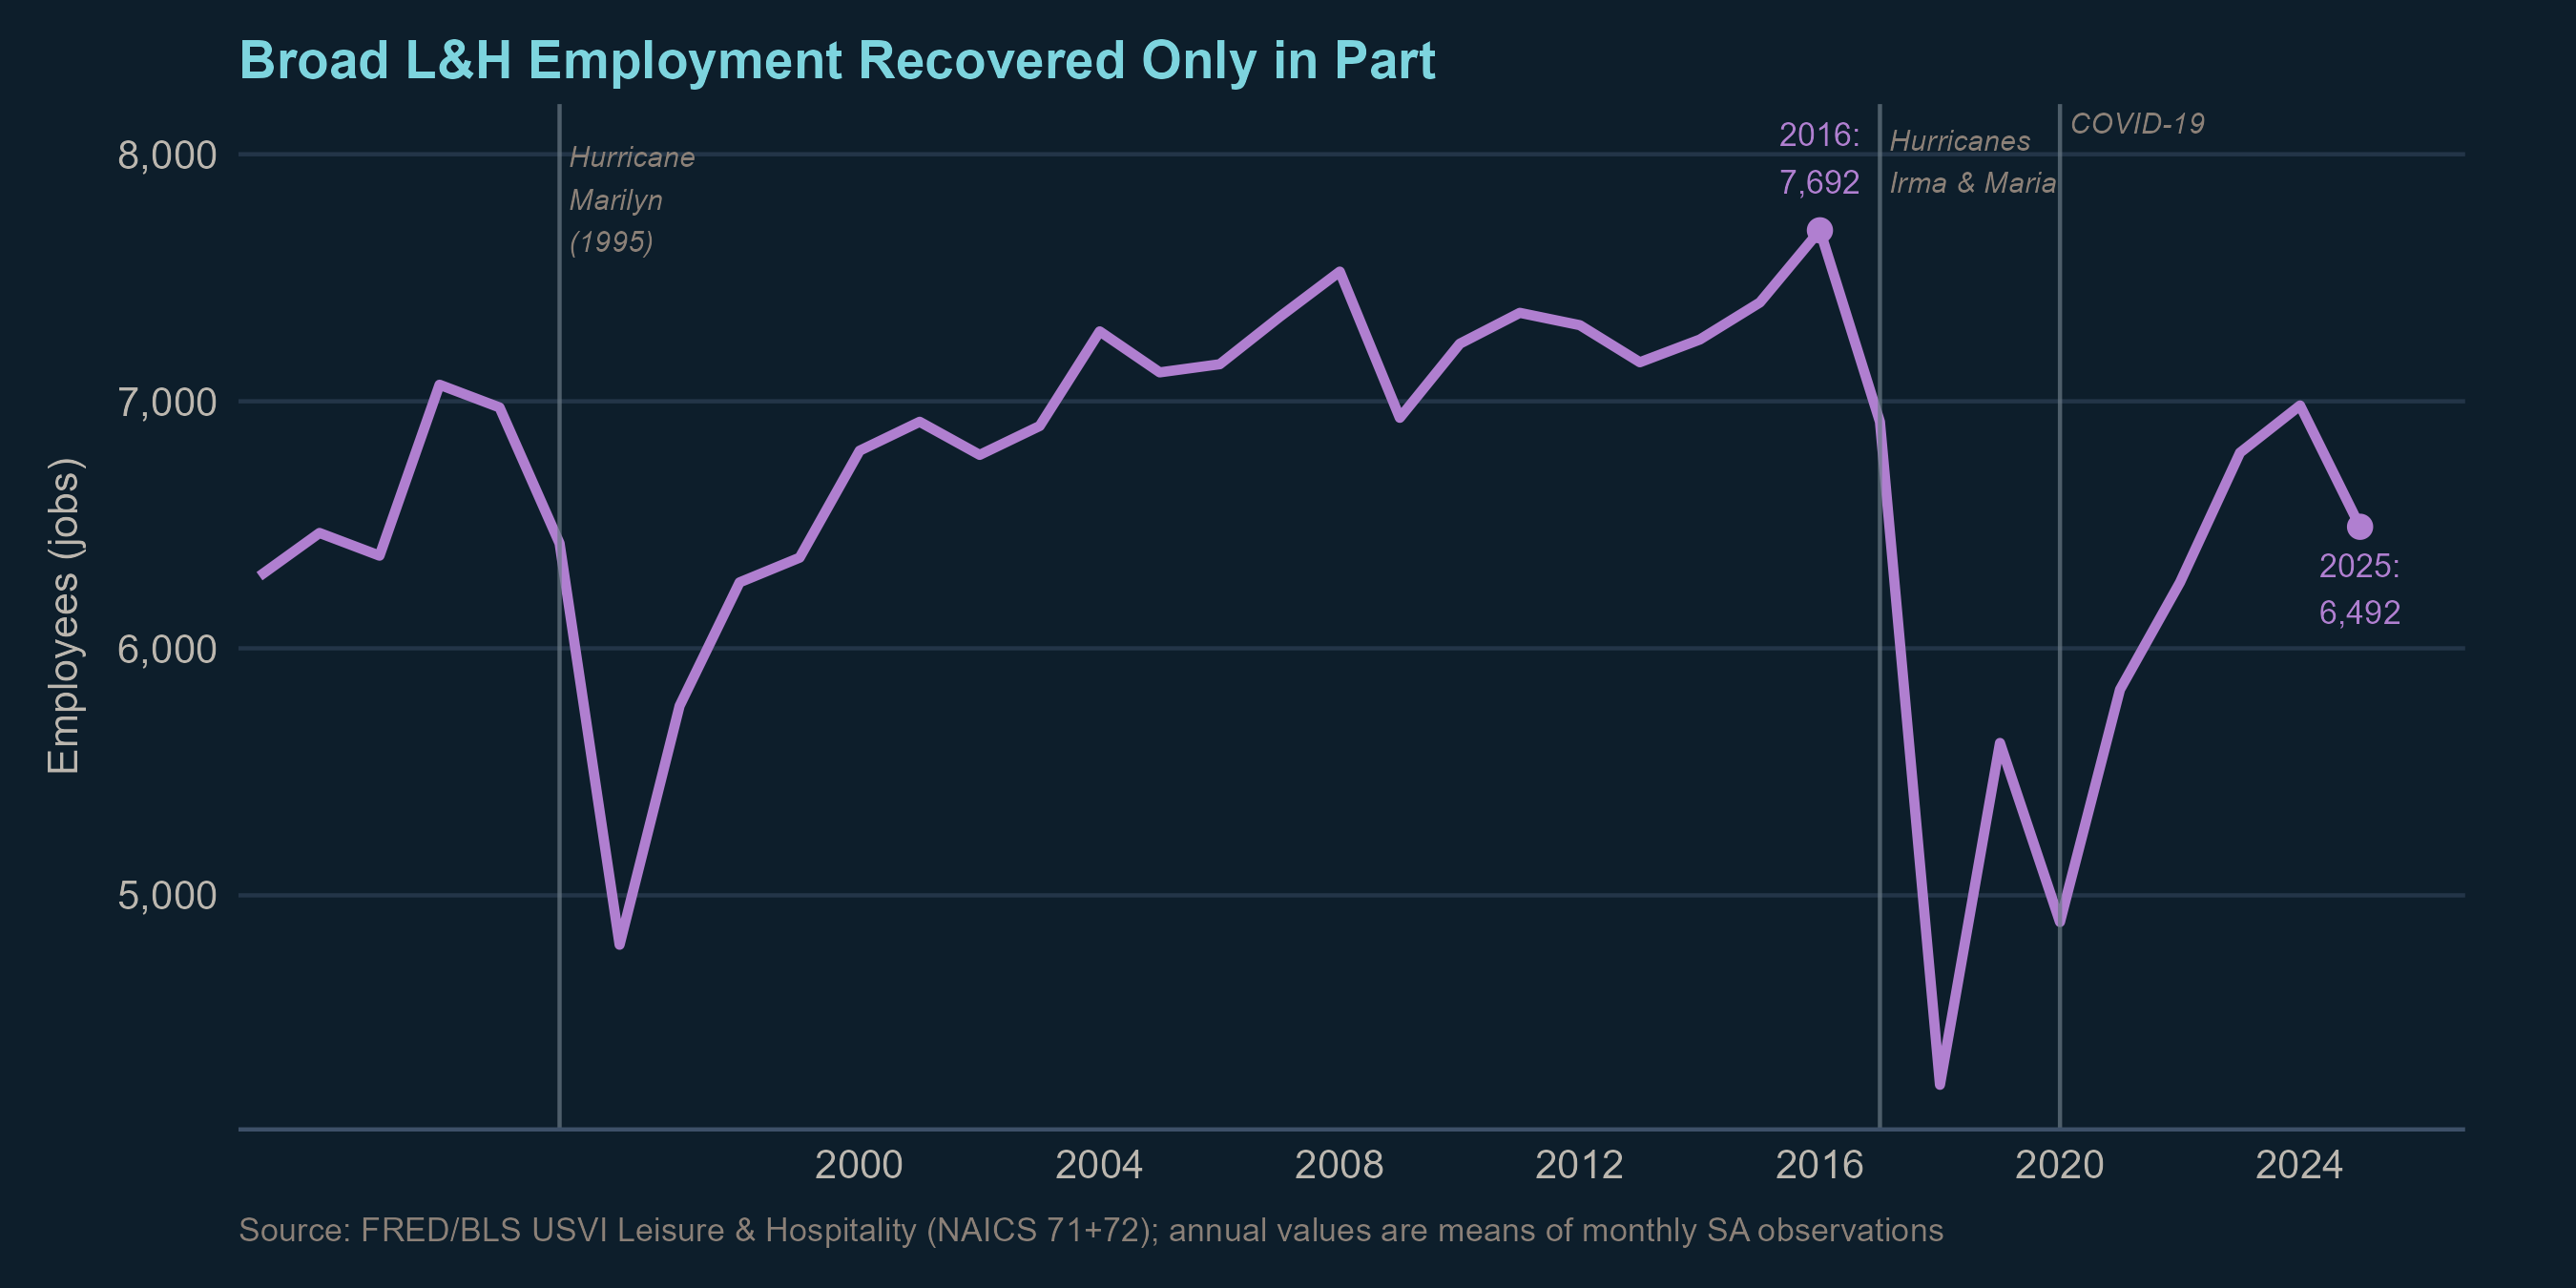 Broad L&H Employment Recovered Only in Part
8,000
7,000
6,000
5,000
Employees (jobs)
Hurricane
Marilyn
(1995)
2016:
7,692
Hurricanes
Irma & Maria
COVID-19
2025:
6,492
2000
2004
2008
2012
2016
2020
2024
Source: FRED/BLS USVI Leisure & Hospitality (NAICS 71+72); annual values are means of monthly SA observations